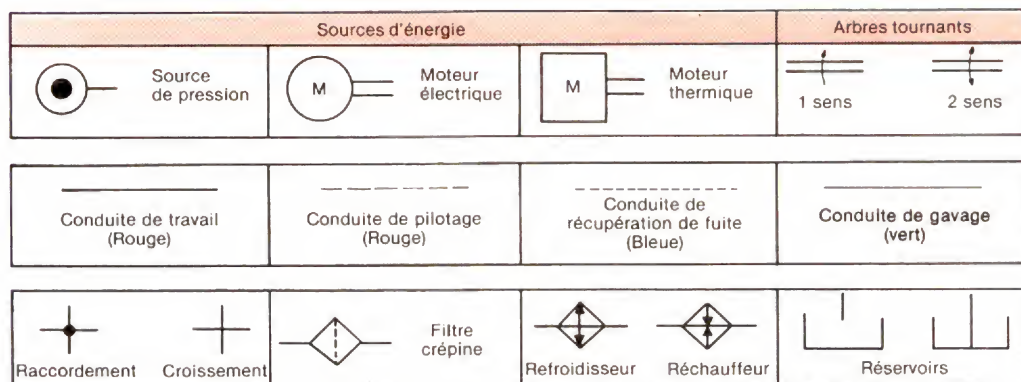 Sources d'énergie
Arbres tournants
Source
de pression
M
Moteur
électrique
M
Moteur
thermique
1 sens
2 sens
Conduite de travail
(Rouge)
Conduite de pilotage
(Rouge)
Conduite de
récupération de fuite
(Bleue)
Conduite de gavage
(vert)
Raccordement
Croissement
Filtre
crépine
Refroidisseur
Réchauffeur
Réservoirs